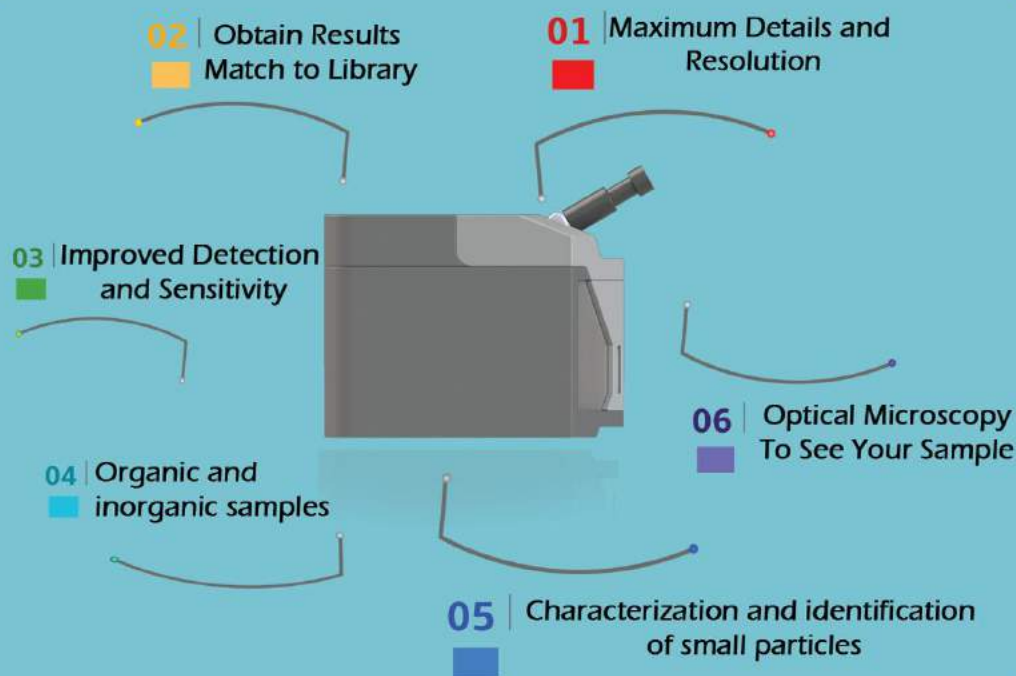 01 Maximum Details and
Resolution
02 Obtain Results
Match to Library
03 Improved Detection
and Sensitivity
04 Organic and
inorganic samples
05 Characterization and identification
of small particles
06 Optical Microscopy
To See Your Sample